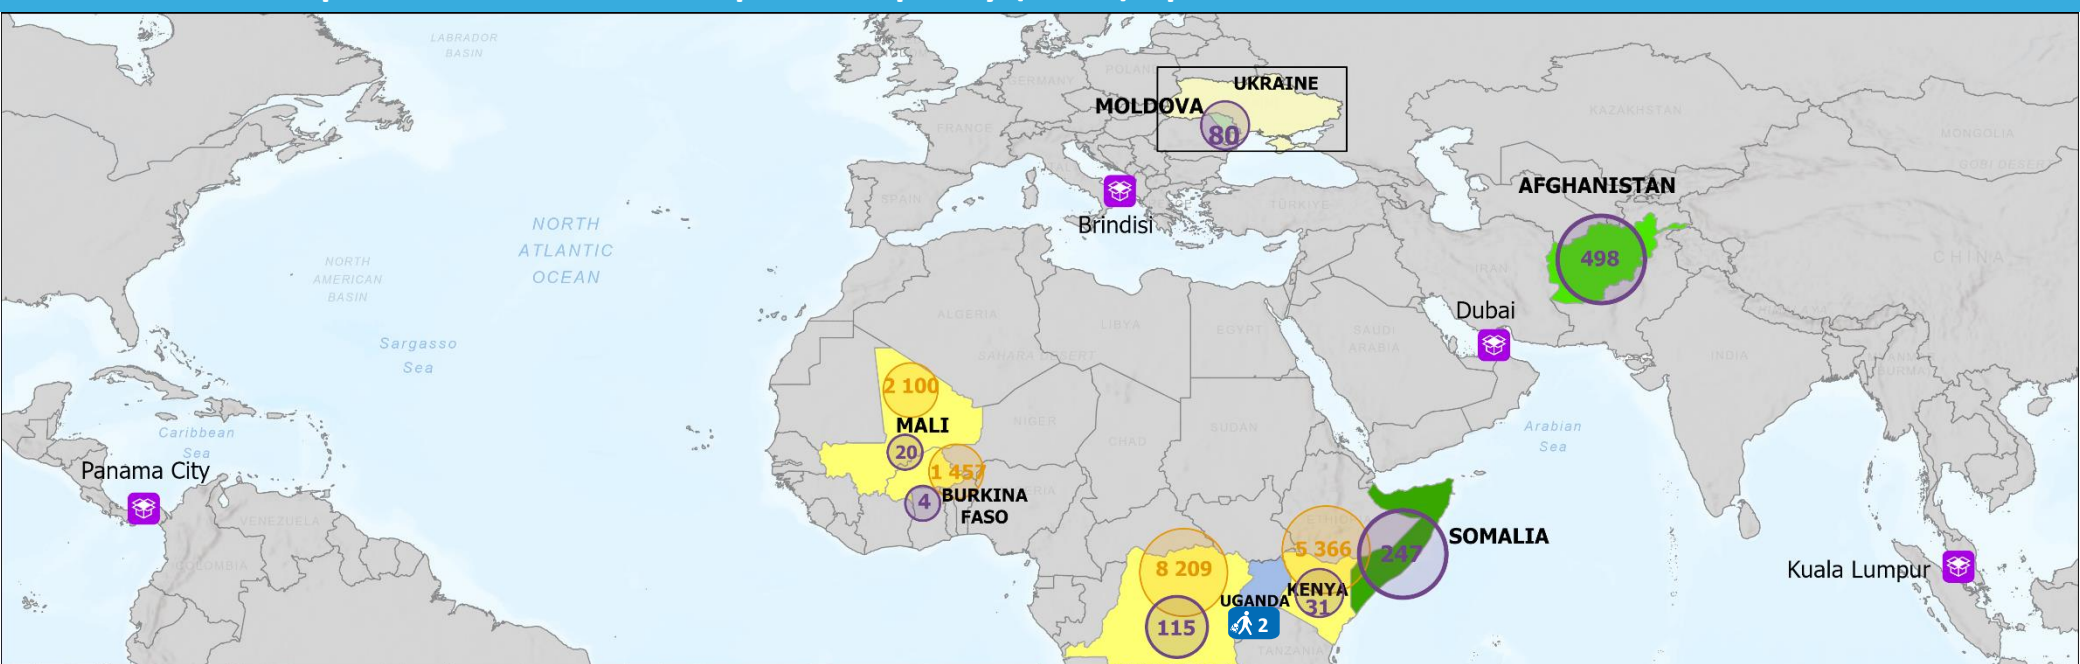 LABRADOR
BASIN
POLAND
GERMANY
UKRAINE
MOLDOVA
80
KAZAKHSTAN
FRANCE
MONGOLIA
GOBI DESERT
AFGHANISTAN
SPAIN
TÜRKIYE
Brindisi
NORTH
ATLANTIC
OCEAN
498
CHINA
NORTH
AMERICAN
BASIN
IRAN
Dubai
ALGERIA
LIBYA
EGYPT
SAUDI
ARABIA
Sargasso
Sea
SAHARA DESERT
INDIA
2 100
MALI
NIGER
CHAD
SUDAN
Arabian
Sea
Caribbean
Sea
20
Panama City
1 457
4
BURKINA
FASO
VENEZUELA
SOMALIA
5 366
247
8 209
COLOMBIA
Kuala Lumpur
KENYA
UGANDA
31
115
2
TANZANIA